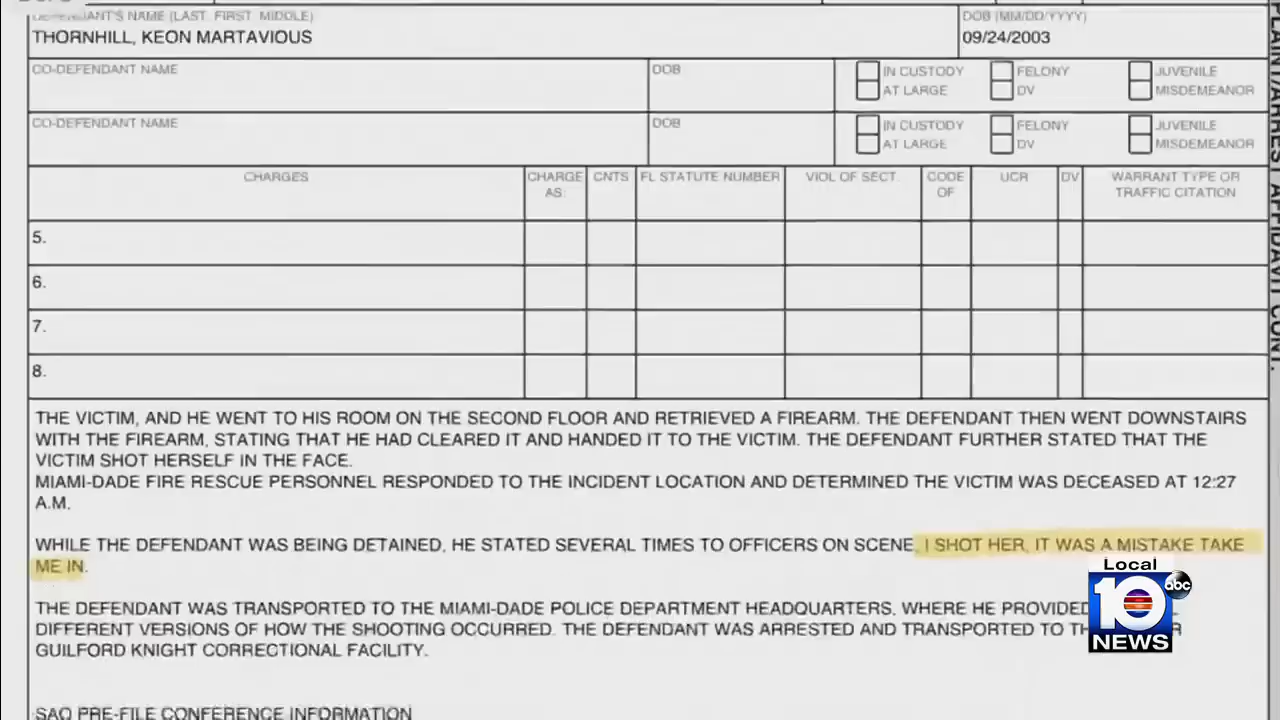 DEFENDANT'S NAME (LAST, FIRST, MIDDLE) DOB (MM/DD/YYYY)
THORNHILL, KEON MARTAVIOUS 09/24/2003
CO-DEFENDANT NAME DOB IN CUSTODY FELONY JUVENILE
AT LARGE DV MISDEMEANOR
CO-DEFENDANT NAME DOB IN CUSTODY FELONY JUVENILE
AT LARGE DV MISDEMEANOR
CHARGES CHARGE CNTS FL STATUTE NUMBER VIOL OF SECT. CODE UCR DV WARRANT TYPE OR
AS: OF TRAFFIC CITATION
5.
6.
7.
8.
THE VICTIM, AND HE WENT TO HIS ROOM ON THE SECOND FLOOR AND RETRIEVED A FIREARM. THE DEFENDANT THEN WENT DOWNSTAIRS
WITH THE FIREARM, STATING THAT HE HAD CLEARED IT AND HANDED IT TO THE VICTIM. THE DEFENDANT FURTHER STATED THAT THE
VICTIM SHOT HERSELF IN THE FACE.
MIAMI-DADE FIRE RESCUE PERSONNEL RESPONDED TO THE INCIDENT LOCATION AND DETERMINED THE VICTIM WAS DECEASED AT 12:27
A.M.
WHILE THE DEFENDANT WAS BEING DETAINED, HE STATED SEVERAL TIMES TO OFFICERS ON SCENE, I SHOT HER, IT WAS A MISTAKE TAKE
ME IN.
THE DEFENDANT WAS TRANSPORTED TO THE MIAMI-DADE POLICE DEPARTMENT HEADQUARTERS, WHERE HE PROVIDED
DIFFERENT VERSIONS OF HOW THE SHOOTING OCCURRED. THE DEFENDANT WAS ARRESTED AND TRANSPORTED TO
GUILFORD KNIGHT CORRECTIONAL FACILITY.
SAO PRE-FILE CONFERENCE INFORMATION
AFFIDAVIT CONT.
Local
10
abc
NEWS